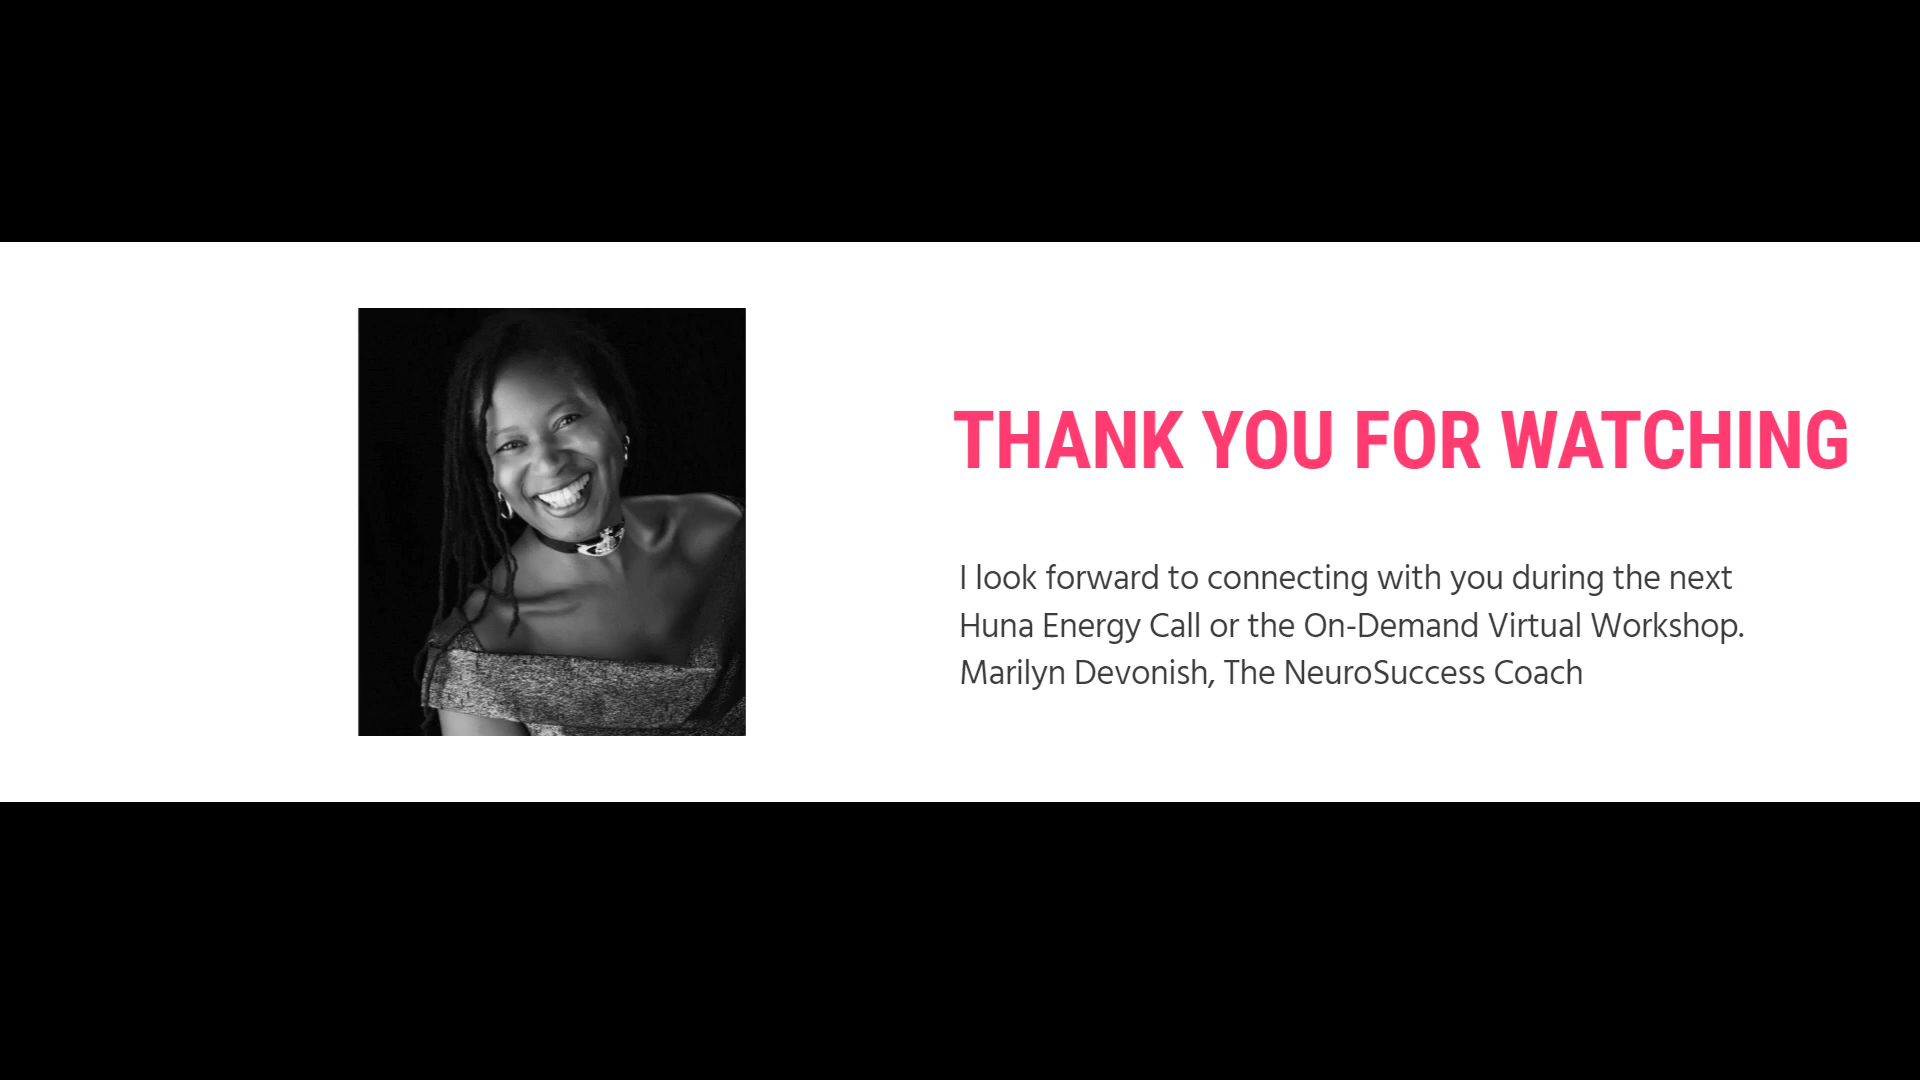 THANK YOU FOR WATCHING
I look forward to connecting with you during the next
Huna Energy Call or the On-Demand Virtual Workshop.
Marilyn Devonish, The NeuroSuccess Coach